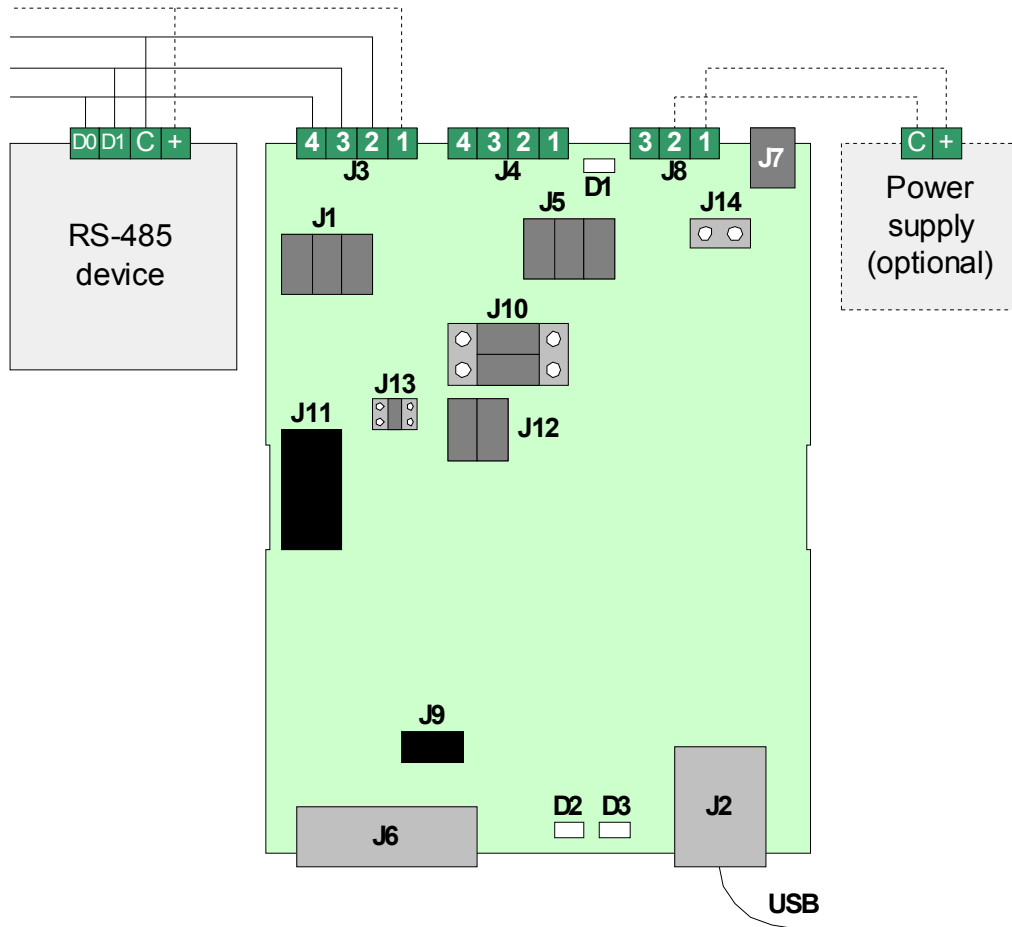 D0 D1 C +
4 3 2 1
4 3 2 1
3 2 1
C +
J3
J4
D1
J8
J7
RS-485
device
J1
J5
J14
Power
supply
(optional)
J10
J13
J11
J12
J9
D2
D3
J2
J6
USB